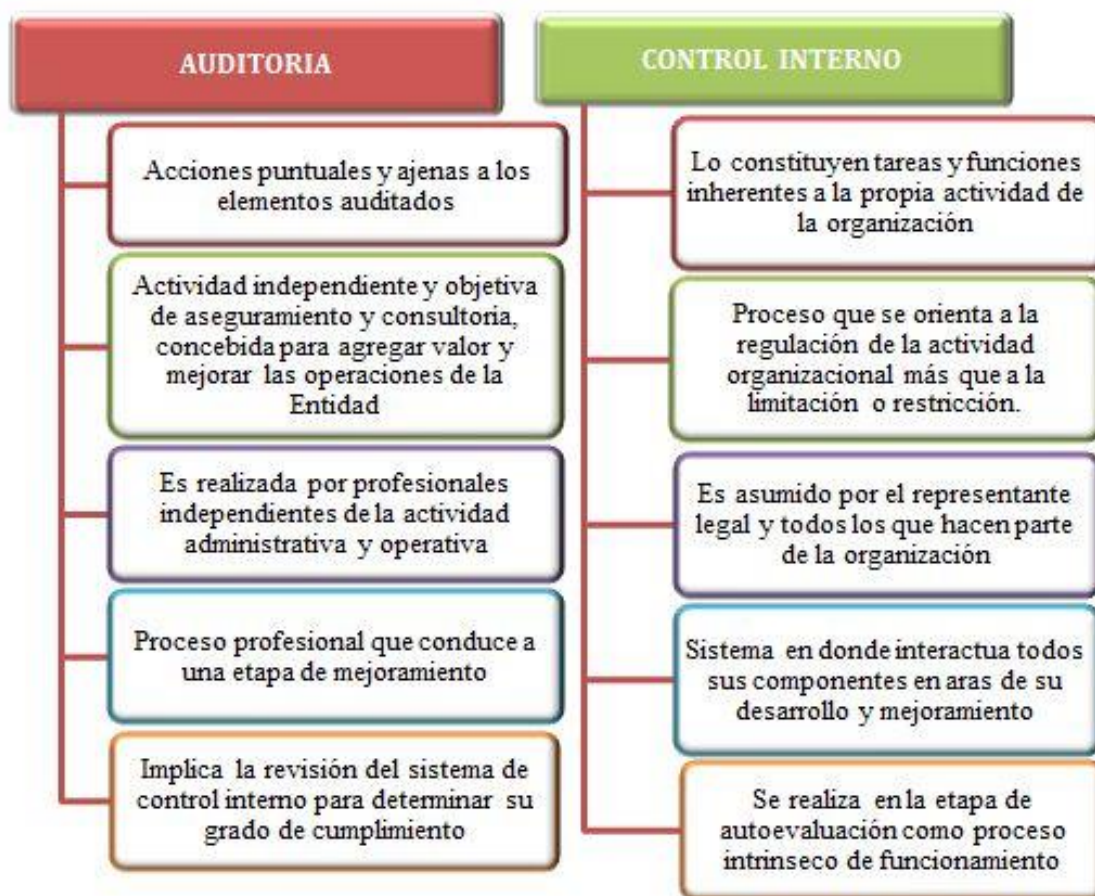 AUDITORIA
Acciones puntuales y ajenas a los
elementos auditados
Actividad independiente y objetiva
de aseguramiento y consultoria,
concebida para agregar valor y
mejorar las operaciones de la
Entidad
Es realizada por profesionales
independientes de la actividad
administrativa y operativa
Proceso profesional que conduce a
una etapa de mejoramiento
Implica la revisión del sistema de
control interno para determinar su
grado de cumplimiento
CONTROL INTERNO
Lo constituyen tareas y funciones
inherentes a la propia actividad de
la organización
Proceso que se orienta a la
regulación de la actividad
organizacional más que a la
limitación o restricción.
Es asumido por el representante
legal y todos los que hacen parte
de la organización
Sistema en donde interactua todos
sus componentes en aras de su
desarrollo y mejoramiento
Se realiza en la etapa de
autoevaluación como proceso
intrinseco de funcionamiento